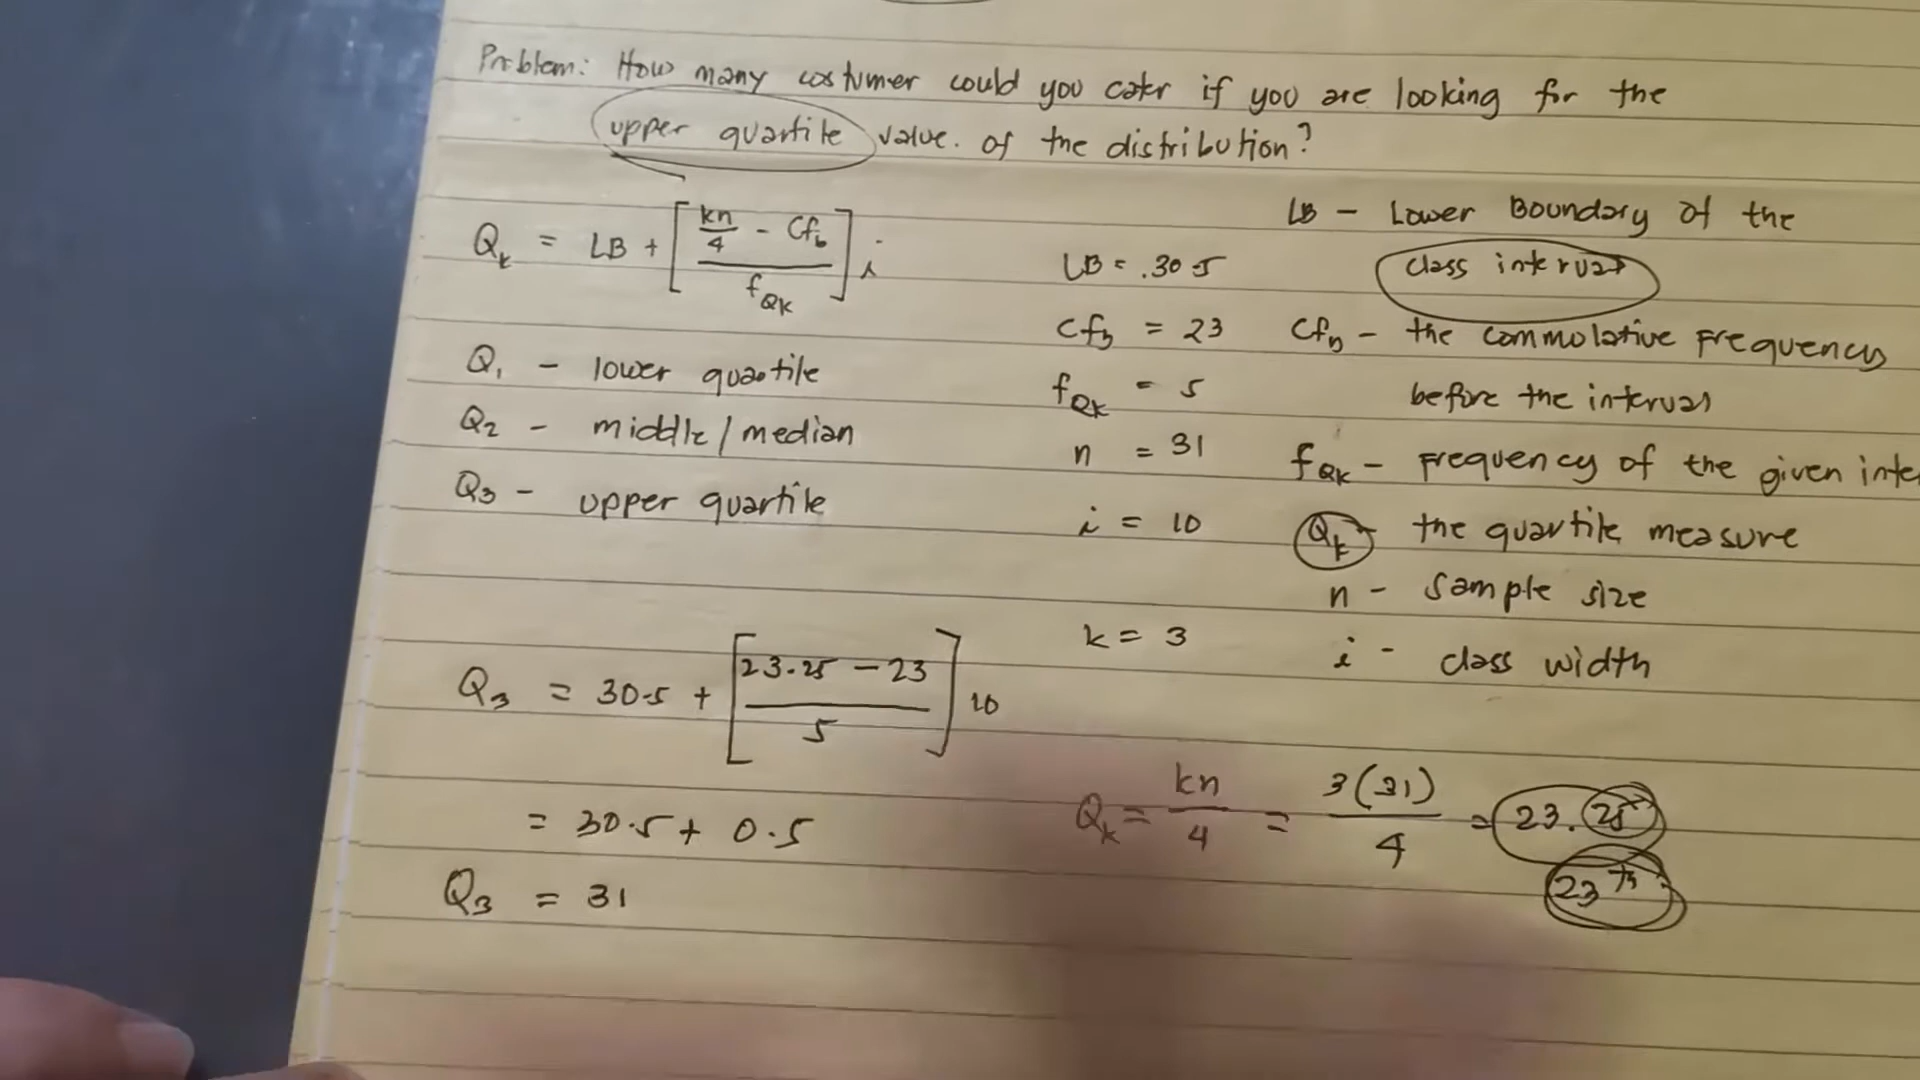 Problem: How many costumer could you cater if you are looking for the
upper quartile value. of the distribution?
Qk = LB + [ kn/4 - Cfb / fQk ] i
Q1 - lower quartile
Q2 - middle / median
Q3 - upper quartile
LB = .30.5
Cfb = 23
fQk = 5
n = 31
i = 10
k = 3
LB - Lower Boundary of the
class interval
Cfb - the commolative Frequency
before the interval
fQk - Frequency of the given inte
Qk - the quartile measure
n - sample size
i - class width
Q3 = 30.5 + [ 23.25 - 23 / 5 ] 10
= 30.5 + 0.5
Q3 = 31
Qk = kn/4 = 3(31)/4 = 23.25
23th